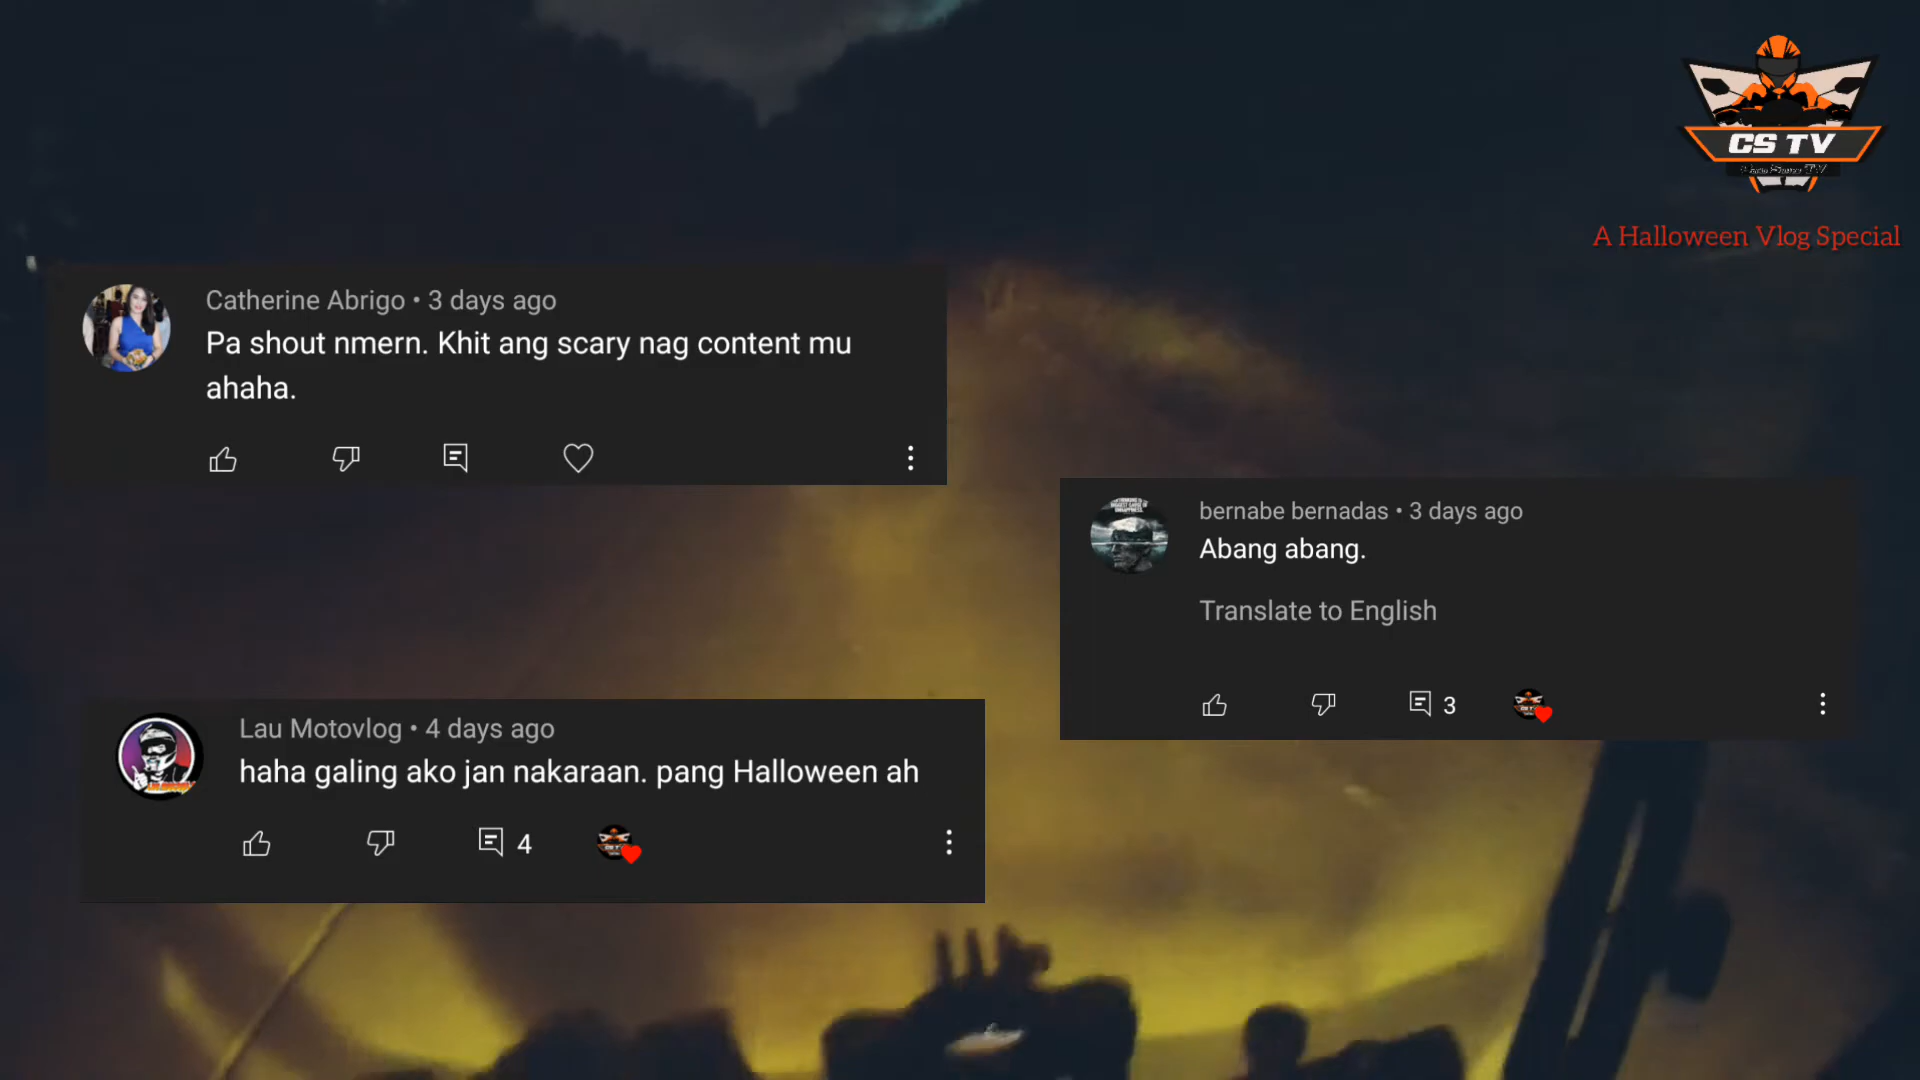 CS TV
A Halloween Vlog Special
Catherine Abrigo • 3 days ago
Pa shout nmern. Khit ang scary nag content mu
ahaha.
bernabe bernadas • 3 days ago
Abang abang.
Translate to English
3
Lau Motovlog • 4 days ago
haha galing ako jan nakaraan. pang Halloween ah
4